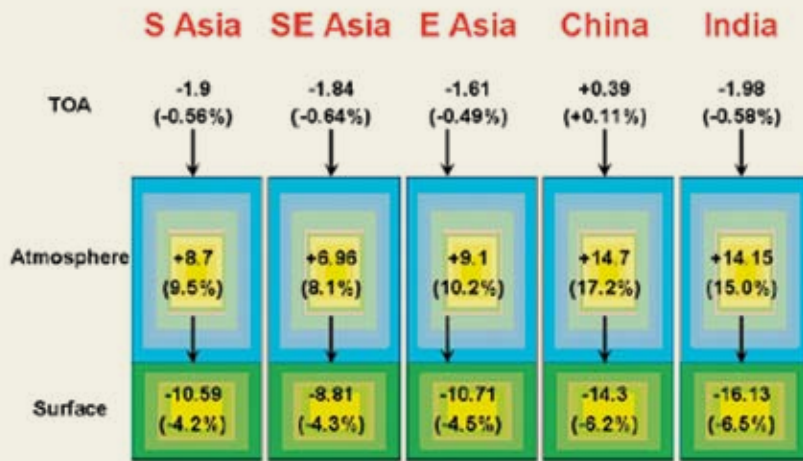 S Asia SE Asia E Asia China India
TOA -1.9 -1.84 -1.61 +0.39 -1.98
(-0.56%) (-0.64%) (-0.49%) (+0.11%) (-0.58%)
Atmosphere +8.7 +6.96 +9.1 +14.7 +14.15
(9.5%) (8.1%) (10.2%) (17.2%) (15.0%)
Surface -10.59 -8.81 -10.71 -14.3 -16.13
(-4.2%) (-4.3%) (-4.5%) (-6.2%) (-6.5%)